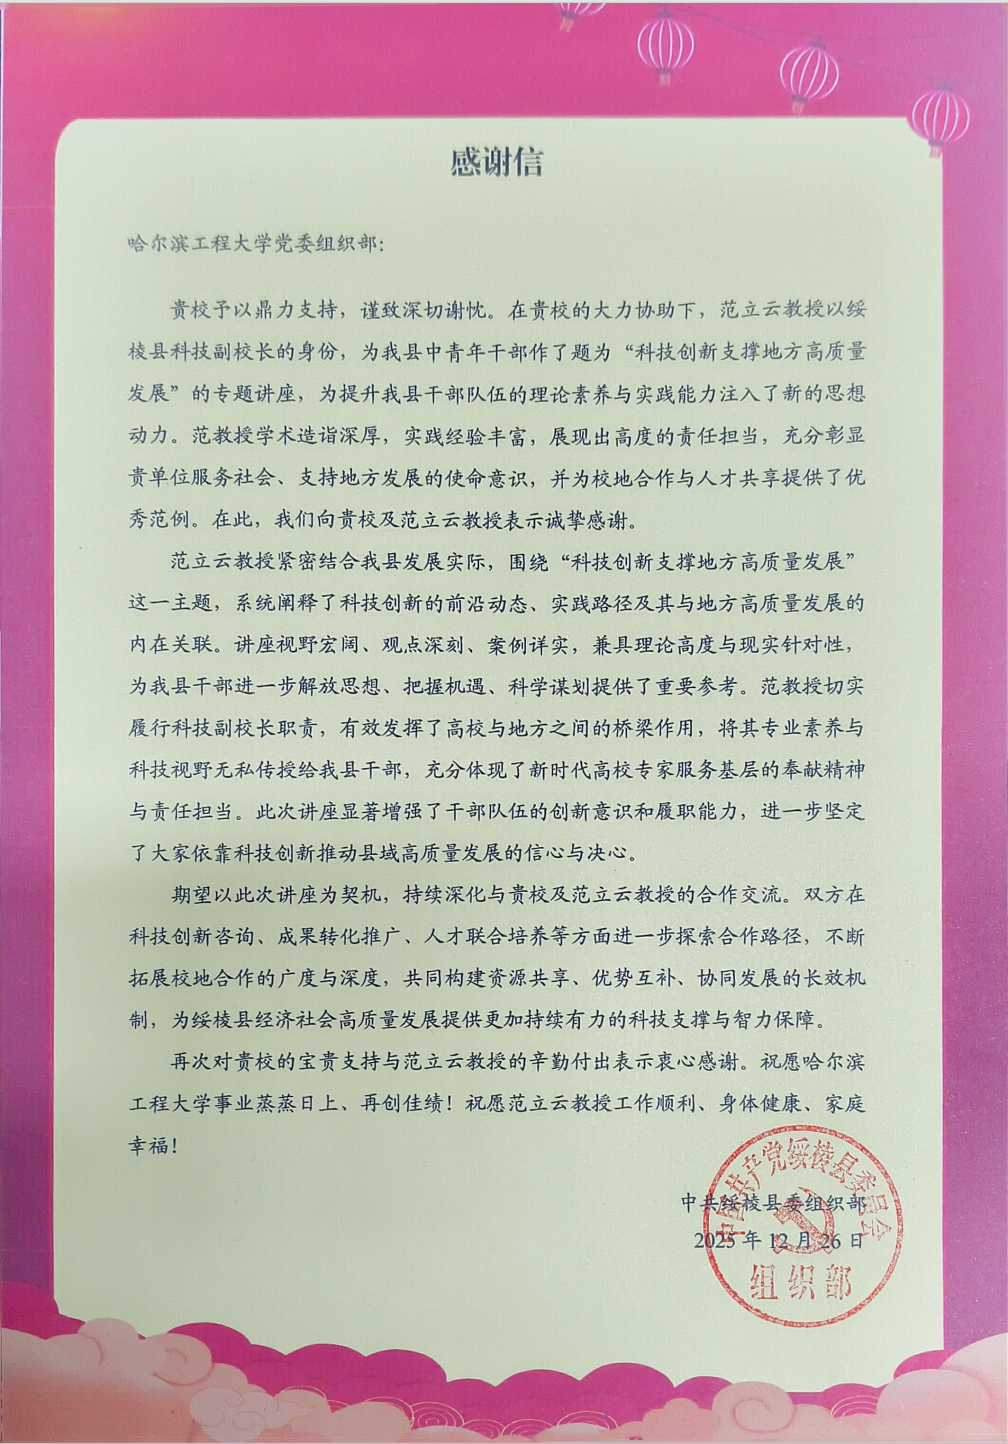 感谢信
哈尔滨工程大学党委组织部：
贵校予以鼎力支持，谨致深切谢忱。在贵校的大力协助下，范立云教授以绥
棱县科技副校长的身份，为我县中青年干部作了题为“科技创新支撑地方高质量
发展”的专题讲座，为提升我县干部队伍的理论素养与实践能力注入了新的思想
动力。范教授学术造诣深厚，实践经验丰富，展现出高度的责任担当，充分彰显
贵单位服务社会、支持地方发展的使命意识，并为校地合作与人才共享提供了优
秀范例。在此，我们向贵校及范立云教授表示诚挚感谢。
范立云教授紧密结合我县发展实际，围绕“科技创新支撑地方高质量发展”
这一主题，系统阐释了科技创新的前沿动态、实践路径及其与地方高质量发展的
内在关联。讲座视野宏阔、观点深刻、案例详实，兼具理论高度与现实针对性，
为我县干部进一步解放思想、把握机遇、科学谋划提供了重要参考。范教授切实
履行科技副校长职责，有效发挥了高校与地方之间的桥梁作用，将其专业素养与
科技视野无私传授给我县干部，充分体现了新时代高校专家服务基层的奉献精神
与责任担当。此次讲座显著增强了干部队伍的创新意识和履职能力，进一步坚定
了大家依靠科技创新推动县域高质量发展的信心与决心。
期望以此次讲座为契机，持续深化与贵校及范立云教授的合作交流。双方在
科技创新咨询、成果转化推广、人才联合培养等方面进一步探索合作路径，不断
拓展校地合作的广度与深度，共同构建资源共享、优势互补、协同发展的长效机
制，为绥棱县经济社会高质量发展提供更加持续有力的科技支撑与智力保障。
再次对贵校的宝贵支持与范立云教授的辛勤付出表示衷心感谢。祝愿哈尔滨
工程大学事业蒸蒸日上、再创佳绩！祝愿范立云教授工作顺利、身体健康、家庭
幸福！
中共绥棱县委组织部
2025 年 12 月 26 日
中国共产党绥棱县委员会
组织部